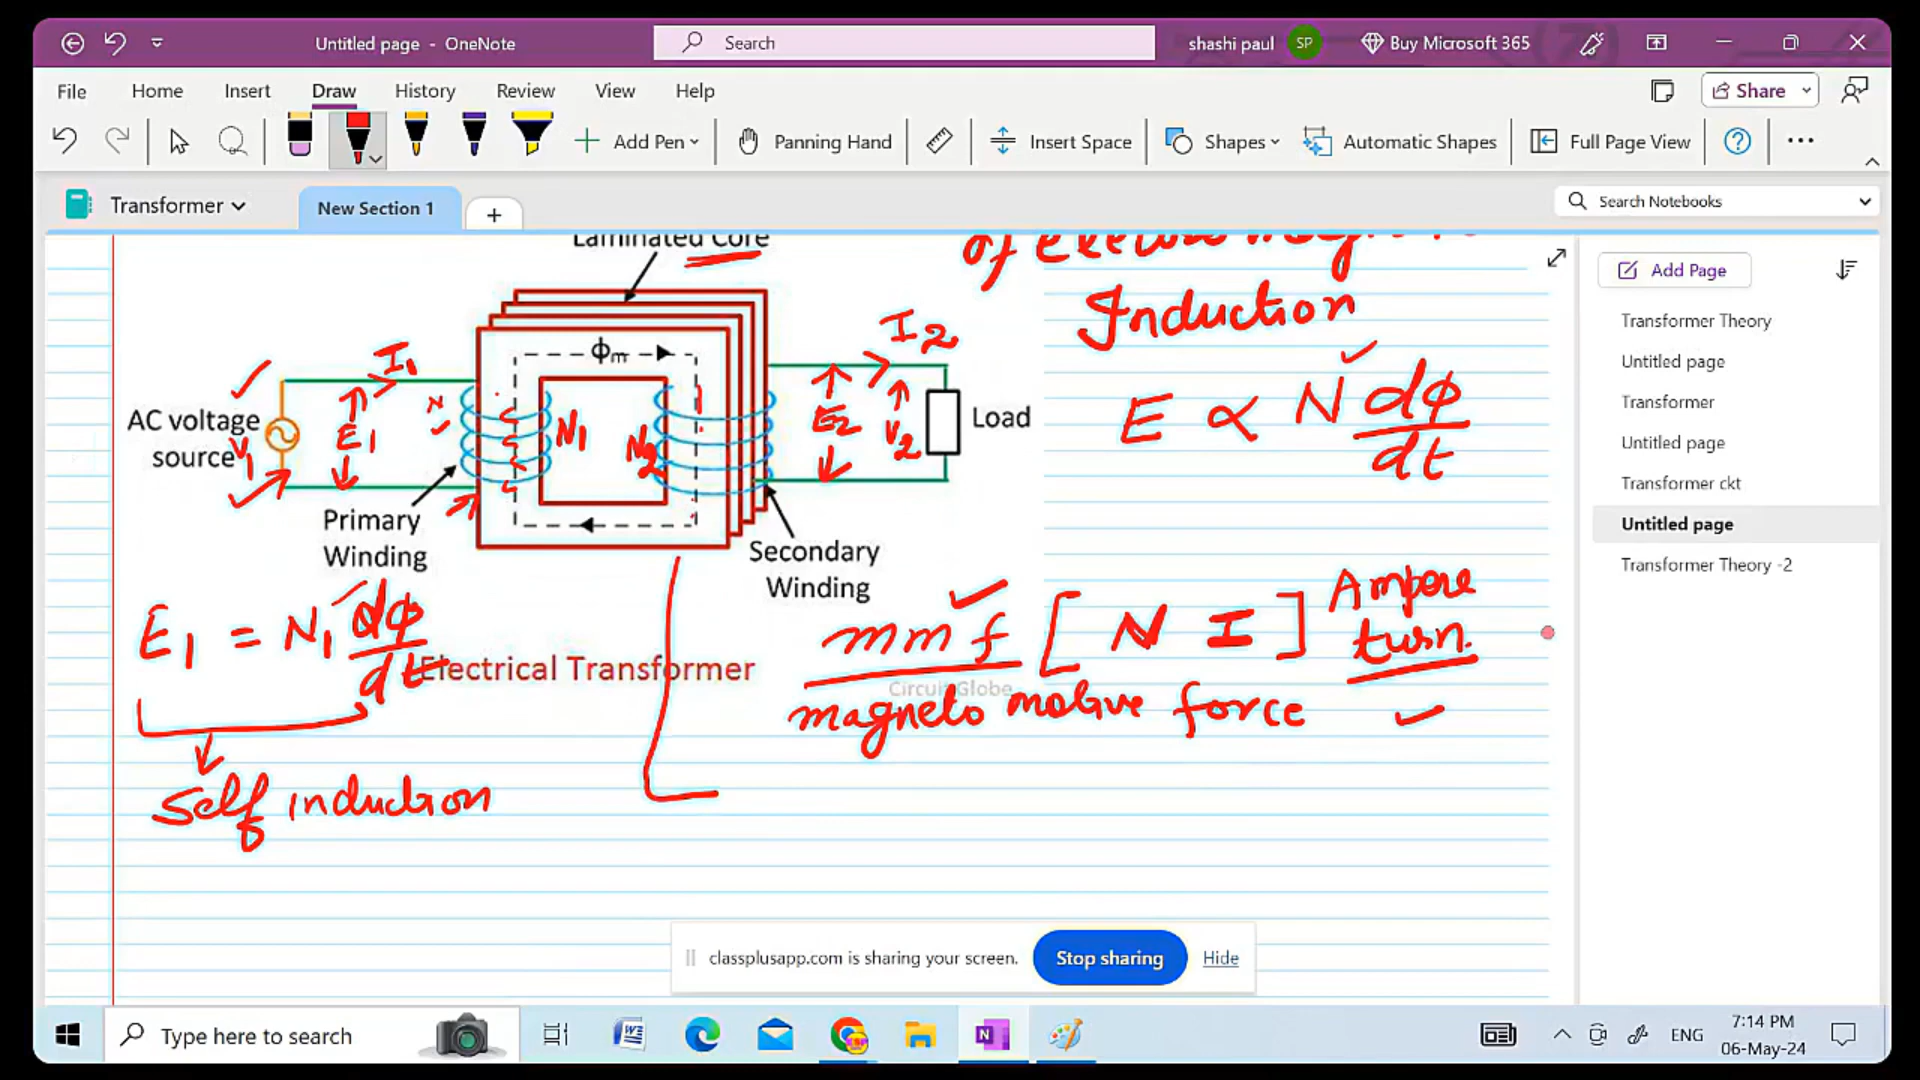 Untitled page - OneNote
Search
shashi paul
SP
Buy Microsoft 365
File Home Insert Draw History Review View Help
Share
Add Pen
Panning Hand
Insert Space
Shapes
Automatic Shapes
Full Page View
Transformer
New Section 1
+
Search Notebooks
Add Page
Transformer Theory
Untitled page
Transformer
Untitled page
Transformer ckt
Untitled page
Transformer Theory -2
Laminated Core
of
Induction
E ∝ N dφ/dt
ϕm
I1
I2
AC voltage
source
V1
E1
N1
N2
E2
V2
Load
Primary
Winding
Secondary
Winding
E1 = N1 dφ/dt
Electrical Transformer
Circuit Globe
mmf [N I] Ampere
turn.
magneto motive force
Self induction
classplusapp.com is sharing your screen.
Stop sharing
Hide
Type here to search
ENG
7:14 PM
06-May-24